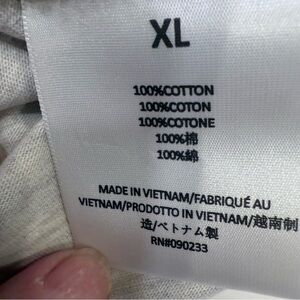 XL
100%COTTON
100%COTON
100%COTONE
100%棉
100%綿
MADE IN VIETNAM/FABRIQUÉ AU
VIETNAM/PRODOTTO IN VIETNAM/越南制
造/ベトナム製
RN#090233